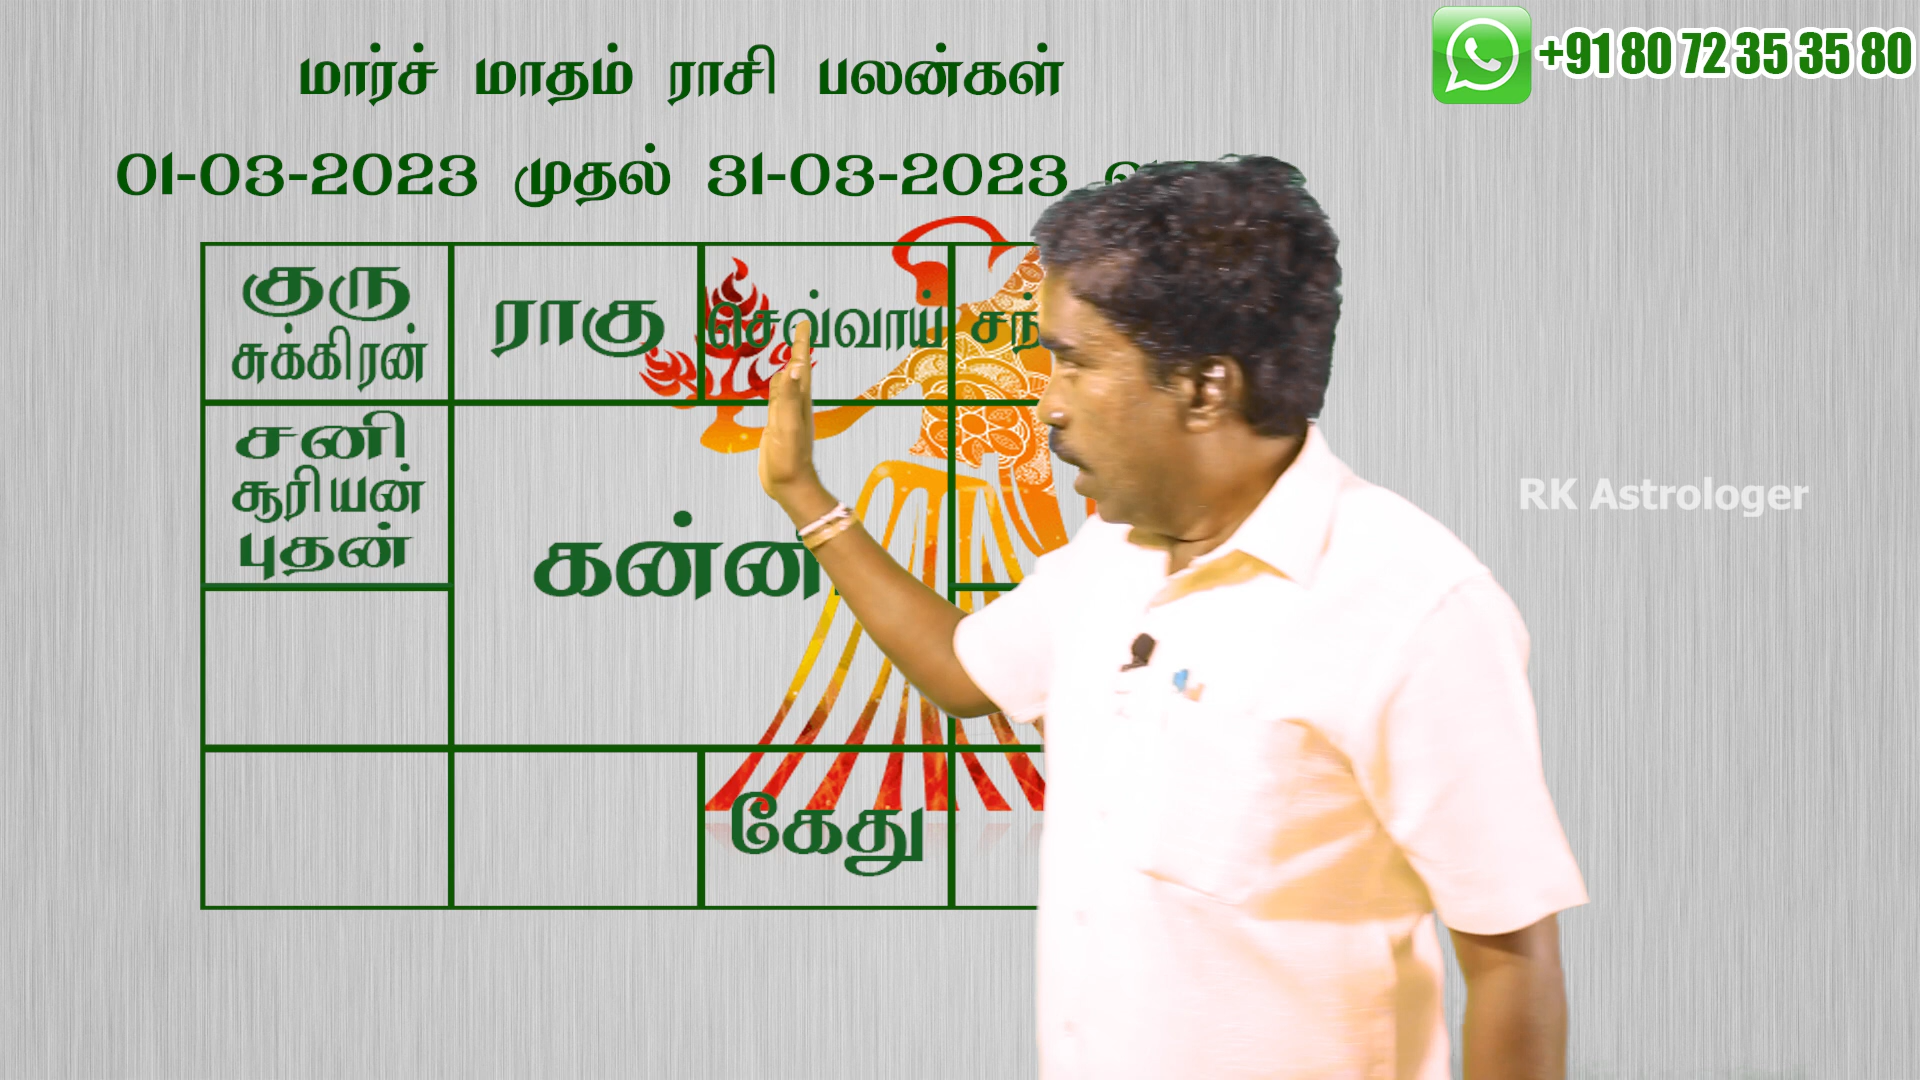 மார்ச் மாதம் ராசி பலன்கள்
+91 80 72 35 35 80
01-03-2023 முதல் 31-03-2023
குரு
சுக்கிரன்
ராகு
செவ்வாய்
சனி
சூரியன்
புதன்
கன்னி
RK Astrologer
கேது